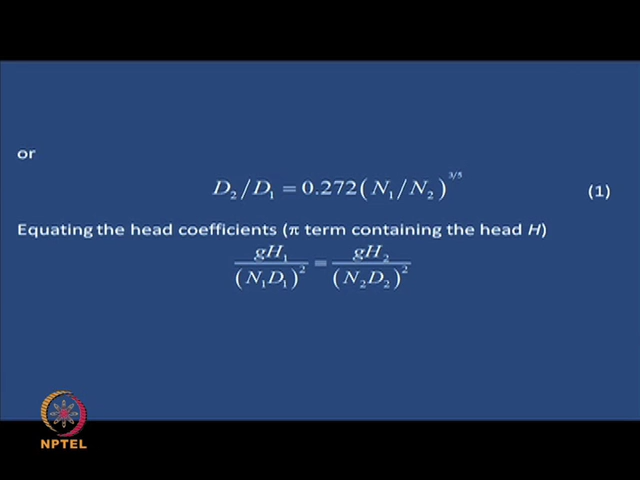 or
D₂/D₁ = 0.272(N₁/N₂)^3/5 (1)
Equating the head coefficients (π term containing the head H)
gH₁/(N₁D₁)² = gH₂/(N₂D₂)²
NPTEL